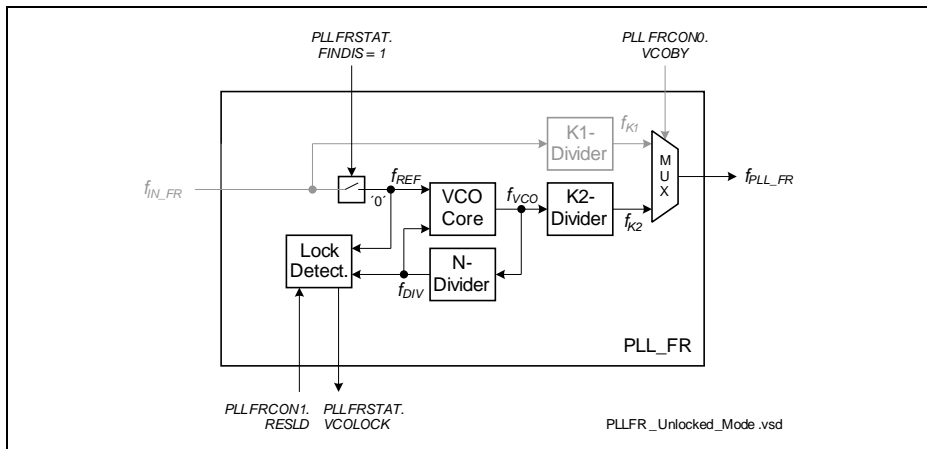 PLLFRSTAT.
FINDIS = 1
PLLFRCON0.
VCOBY
K1-
Divider
fK1
MUX
fIN_FR
'0'
fREF
VCO
Core
fVCO
K2-
Divider
fK2
fPLL_FR
Lock
Detect.
fDIV
N-
Divider
PLL_FR
PLLFRCON1.
RESLD
PLLFRSTAT.
VCOLOCK
PLLFR_Unlocked_Mode.vsd